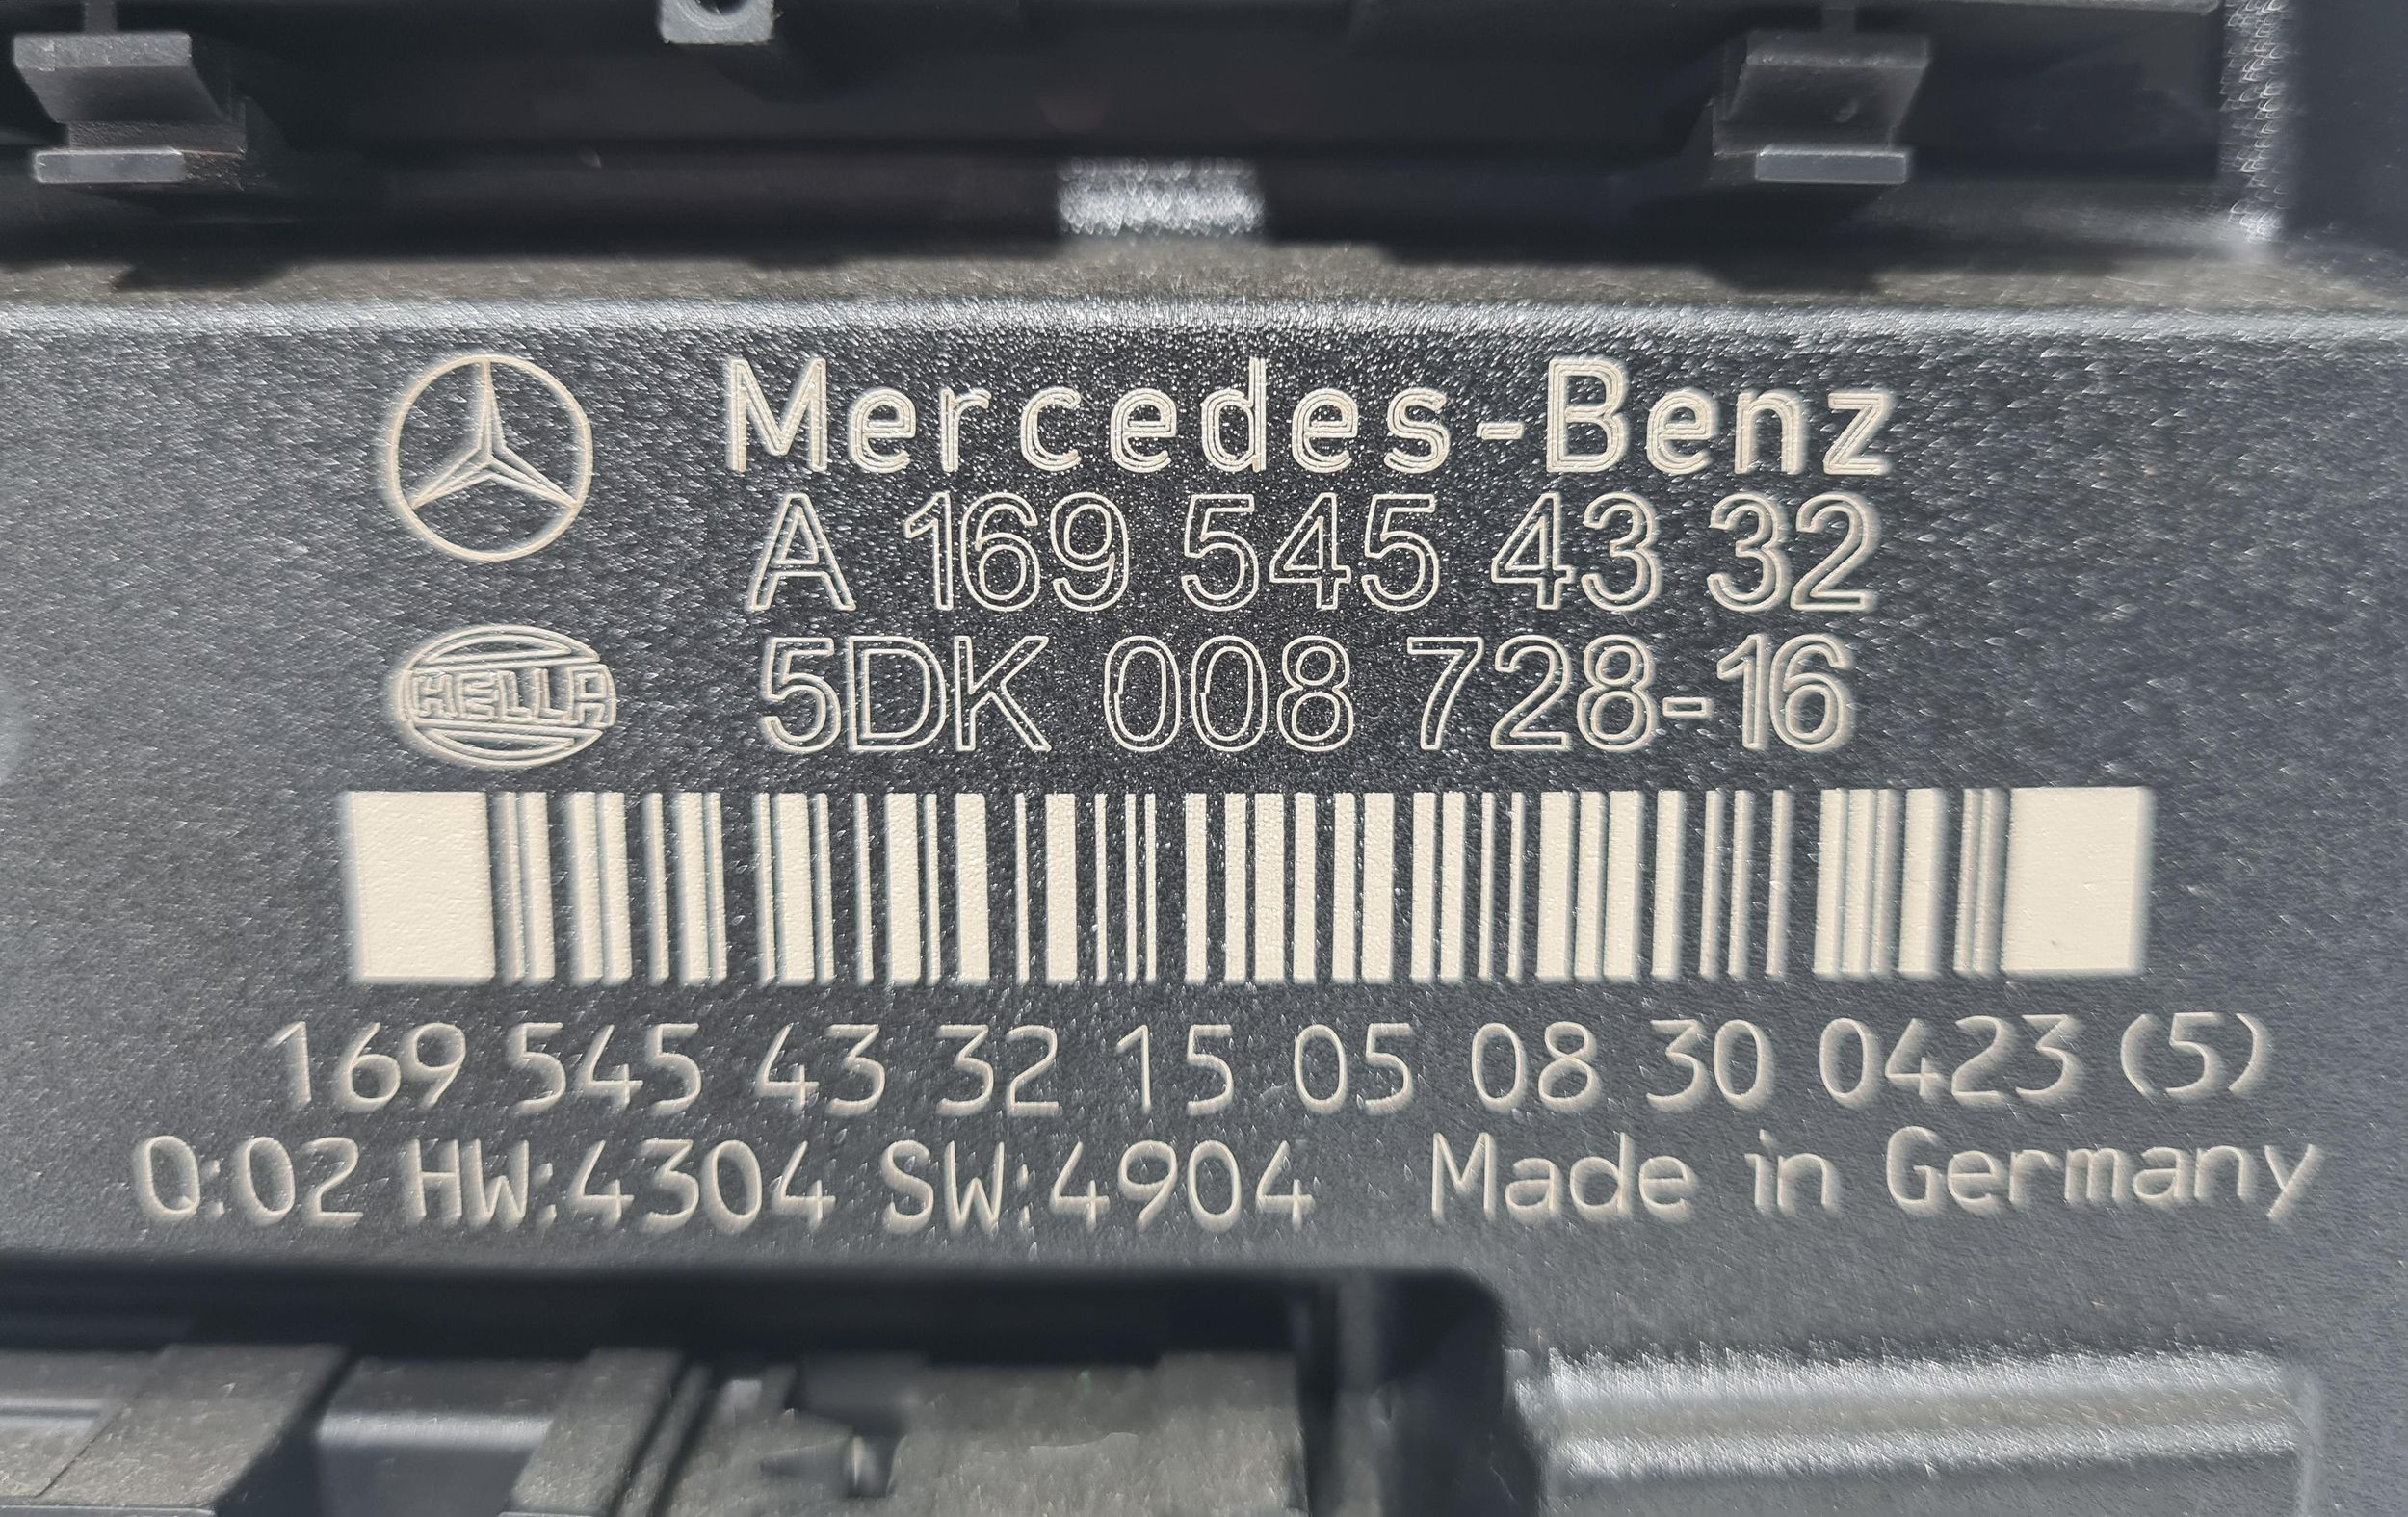 Mercedes-Benz
A 169 545 43 32
HELLA
5DK 008 728-16
169 545 43 32 15 05 08 30 0423 (5)
Q:02 HW:4304 SW:4904 Made in Germany